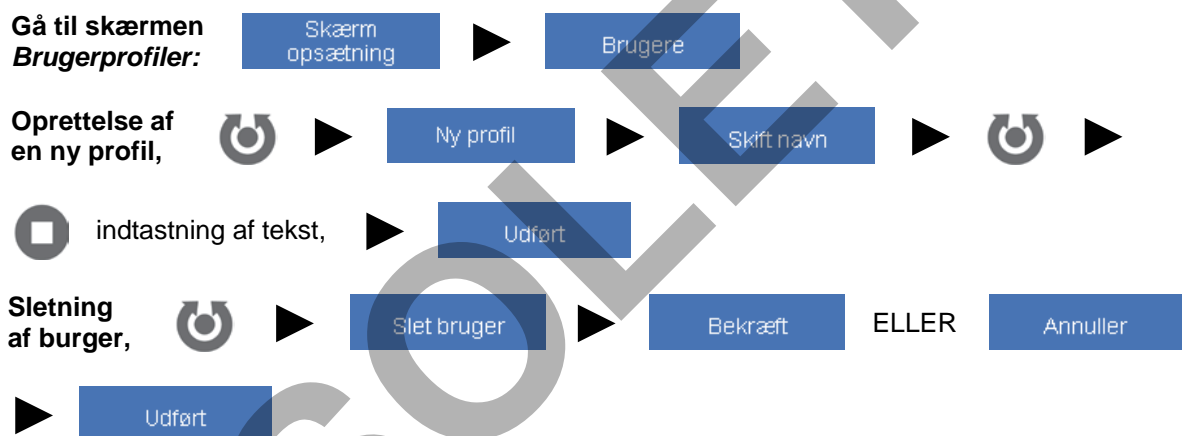 Gå til skærmen
Brugerprofiler:
Skærm
opsætning
Brugere
Oprettelse af
en ny profil,
Ny profil
Skift navn
indtastning af tekst,
Udført
Sletning
af burger,
Slet bruger
Bekræft
ELLER
Annuller
Udført
SOLET